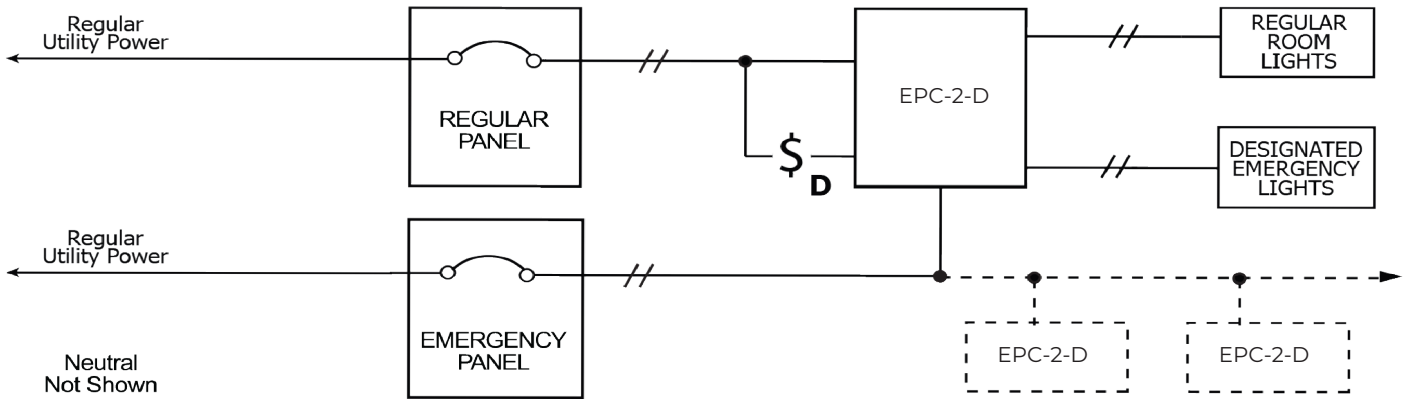 Regular
Utility Power
REGULAR
PANEL
$
D
EPC-2-D
REGULAR
ROOM
LIGHTS
DESIGNATED
EMERGENCY
LIGHTS
Regular
Utility Power
EMERGENCY
PANEL
EPC-2-D
EPC-2-D
Neutral
Not Shown